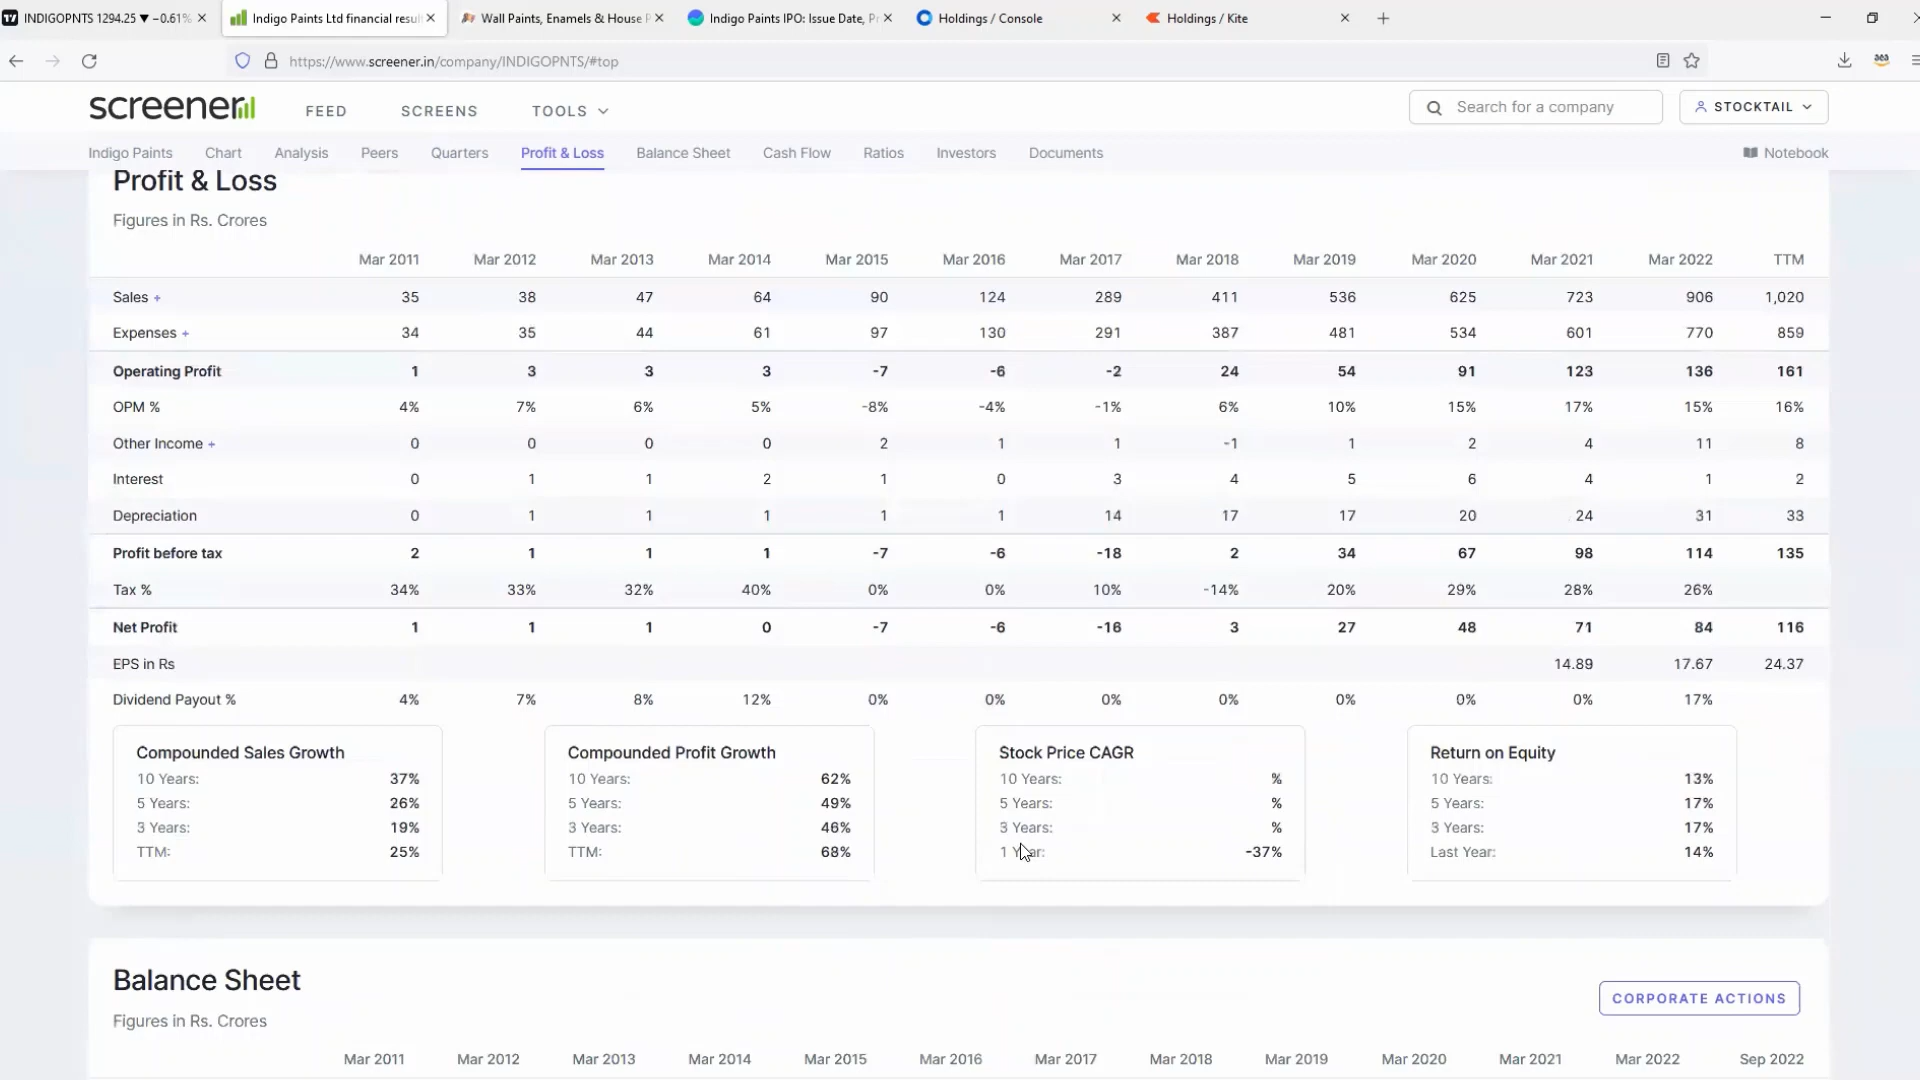 INDIGOPNTS 1294.25 ▼ −0.61%
Indigo Paints Ltd financial resul
Wall Paints, Enamels & House P
Indigo Paints IPO: Issue Date, Pr
Holdings / Console
Holdings / Kite
https://www.screener.in/company/INDIGOPNTS/#top
screener
FEED SCREENS TOOLS
Search for a company
STOCKTAIL
Indigo Paints Chart Analysis Peers Quarters Profit & Loss Balance Sheet Cash Flow Ratios Investors Documents Notebook
Profit & Loss
Figures in Rs. Crores
Mar 2011 Mar 2012 Mar 2013 Mar 2014 Mar 2015 Mar 2016 Mar 2017 Mar 2018 Mar 2019 Mar 2020 Mar 2021 Mar 2022 TTM
Sales + 35 38 47 64 90 124 289 411 536 625 723 906 1,020
Expenses + 34 35 44 61 97 130 291 387 481 534 601 770 859
Operating Profit 1 3 3 3 -7 -6 -2 24 54 91 123 136 161
OPM % 4% 7% 6% 5% -8% -4% -1% 6% 10% 15% 17% 15% 16%
Other Income + 0 0 0 0 2 1 1 -1 1 2 4 11 8
Interest 0 1 1 2 1 0 3 4 5 6 4 1 2
Depreciation 0 1 1 1 1 1 14 17 17 20 24 31 33
Profit before tax 2 1 1 1 -7 -6 -18 2 34 67 98 114 135
Tax % 34% 33% 32% 40% 0% 0% 10% -14% 20% 29% 28% 26%
Net Profit 1 1 1 0 -7 -6 -16 3 27 48 71 84 116
EPS in Rs 14.89 17.67 24.37
Dividend Payout % 4% 7% 8% 12% 0% 0% 0% 0% 0% 0% 0% 17%
Compounded Sales Growth
10 Years: 37%
5 Years: 26%
3 Years: 19%
TTM: 25%
Compounded Profit Growth
10 Years: 62%
5 Years: 49%
3 Years: 46%
TTM: 68%
Stock Price CAGR
10 Years: %
5 Years: %
3 Years: %
1 Year: -37%
Return on Equity
10 Years: 13%
5 Years: 17%
3 Years: 17%
Last Year: 14%
Balance Sheet
CORPORATE ACTIONS
Figures in Rs. Crores
Mar 2011 Mar 2012 Mar 2013 Mar 2014 Mar 2015 Mar 2016 Mar 2017 Mar 2018 Mar 2019 Mar 2020 Mar 2021 Mar 2022 Sep 2022